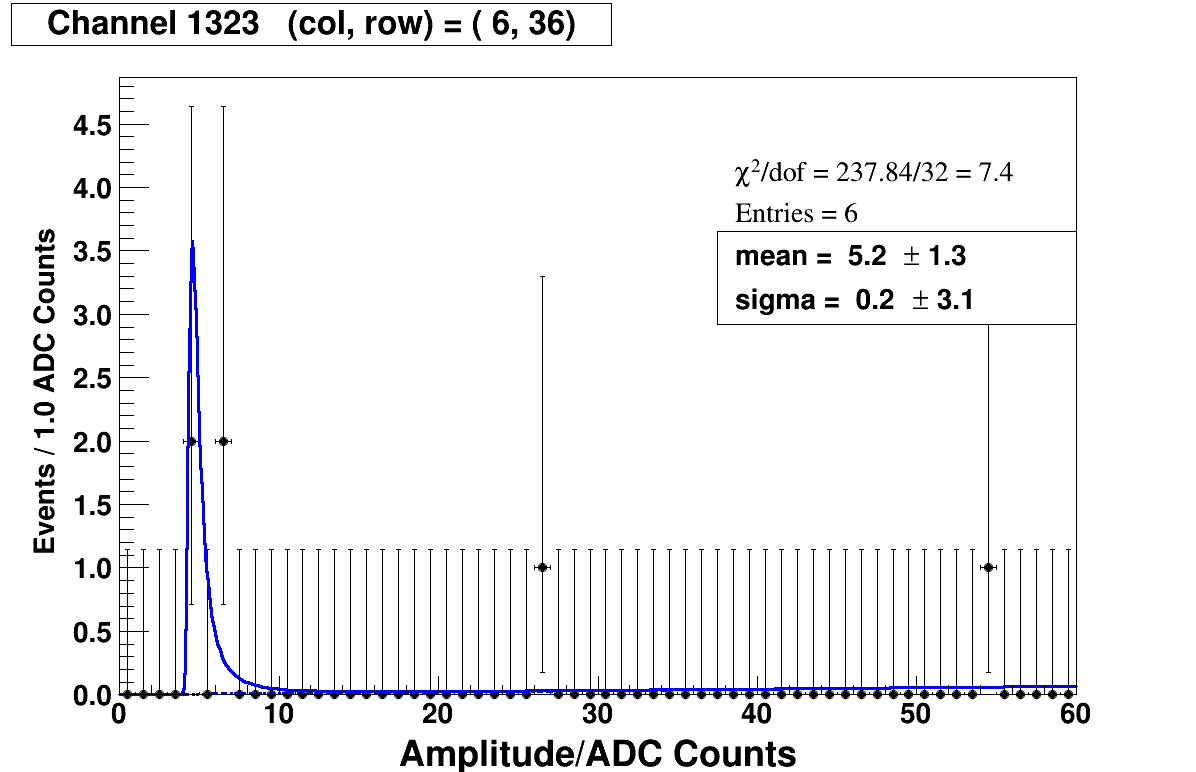 Channel 1323 (col, row) = ( 6, 36)
χ²/dof = 237.84/32 = 7.4
Entries = 6
mean = 5.2 ± 1.3
sigma = 0.2 ± 3.1
Events / 1.0 ADC Counts
4.5
4.0
3.5
3.0
2.5
2.0
1.5
1.0
0.5
0.0
0 10 20 30 40 50 60
Amplitude/ADC Counts